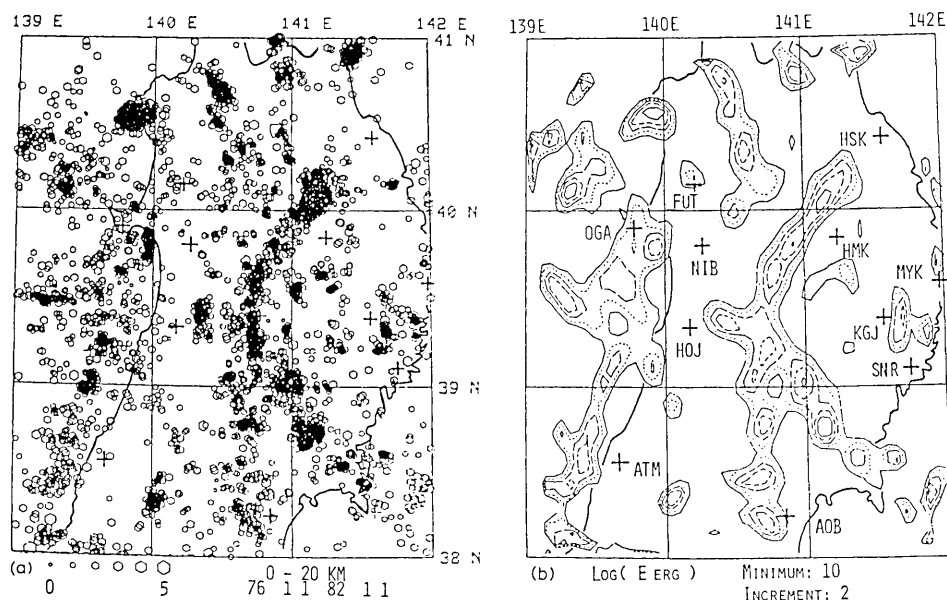 139 E 140 E 141 E 142 E
41 N
40 N
39 N
38 N
(a)
0 5
0 - 20 KM
76 1 1 82 1 1
139E 140E 141E 142E
HSK
FUT
OGA
NIB
HMK
MYK
HOJ
KGJ
SNR
ATM
AOB
(b) LOG( E ERG ) MINIMUM: 10
INCREMENT: 2